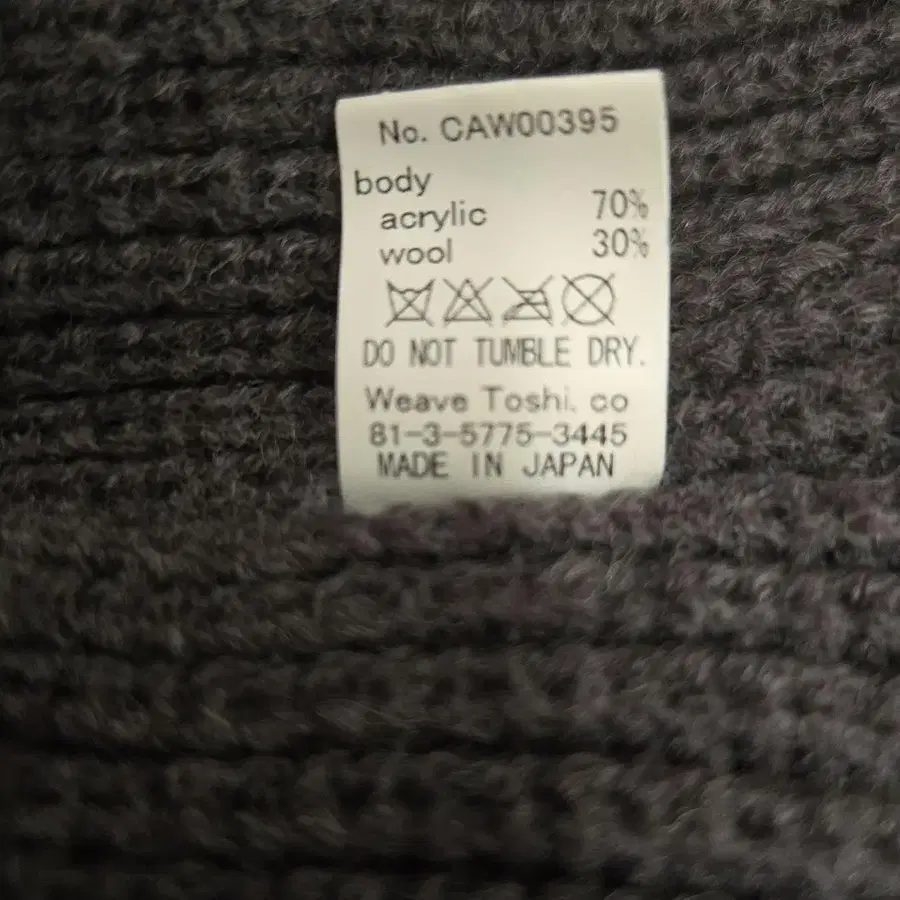 No. CAW00395
body
acrylic 70%
wool 30%
DO NOT TUMBLE DRY.
Weave Toshi. co
81-3-5775-3445
MADE IN JAPAN